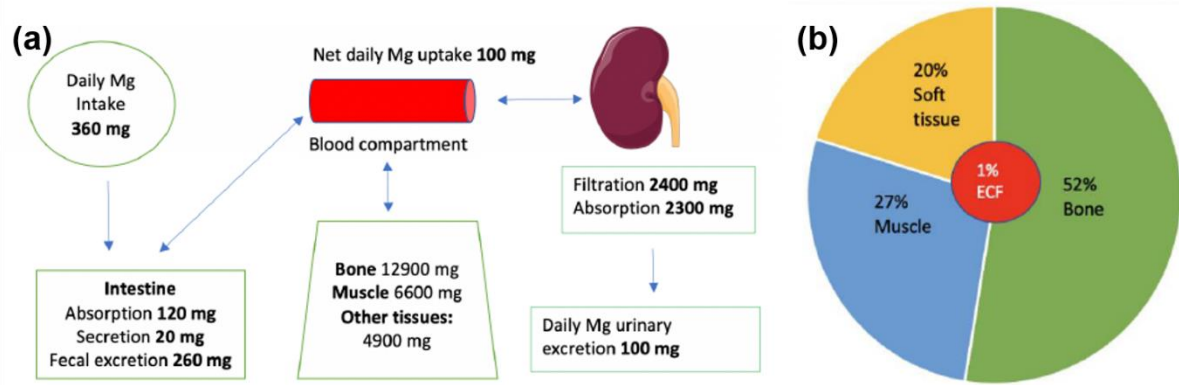 (a)
Daily Mg
Intake
360 mg
Net daily Mg uptake 100 mg
Blood compartment
Filtration 2400 mg
Absorption 2300 mg
Intestine
Absorption 120 mg
Secretion 20 mg
Fecal excretion 260 mg
Bone 12900 mg
Muscle 6600 mg
Other tissues:
4900 mg
Daily Mg urinary
excretion 100 mg
(b)
20%
Soft
tissue
1%
ECF
27%
Muscle
52%
Bone